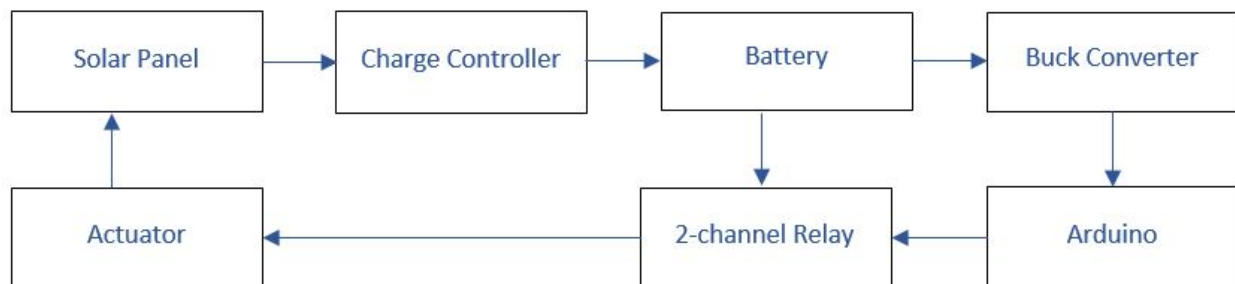 Solar Panel
Charge Controller
Battery
Buck Converter
Actuator
2-channel Relay
Arduino